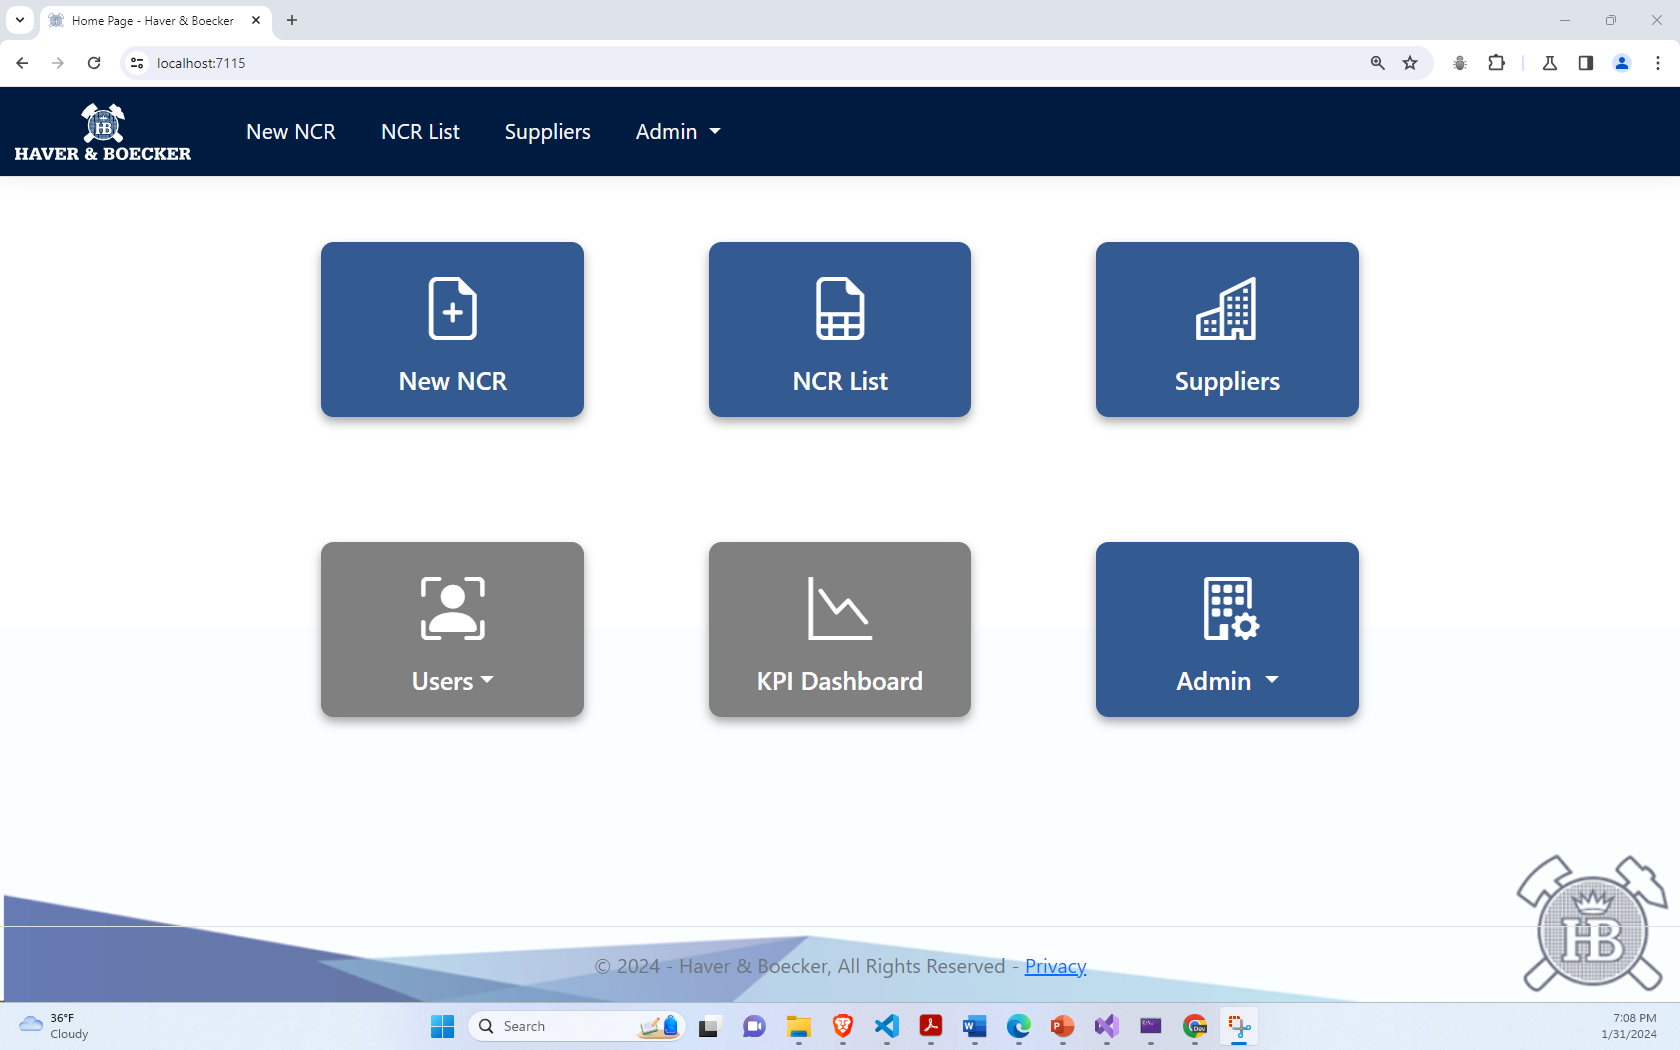 Home Page - Haver & Boecker
localhost:7115
HB
HAVER & BOECKER
New NCR
NCR List
Suppliers
Admin
New NCR
NCR List
Suppliers
Users
KPI Dashboard
Admin
HB
© 2024 - Haver & Boecker, All Rights Reserved - Privacy
36°F
Cloudy
Search
7:08 PM
1/31/2024